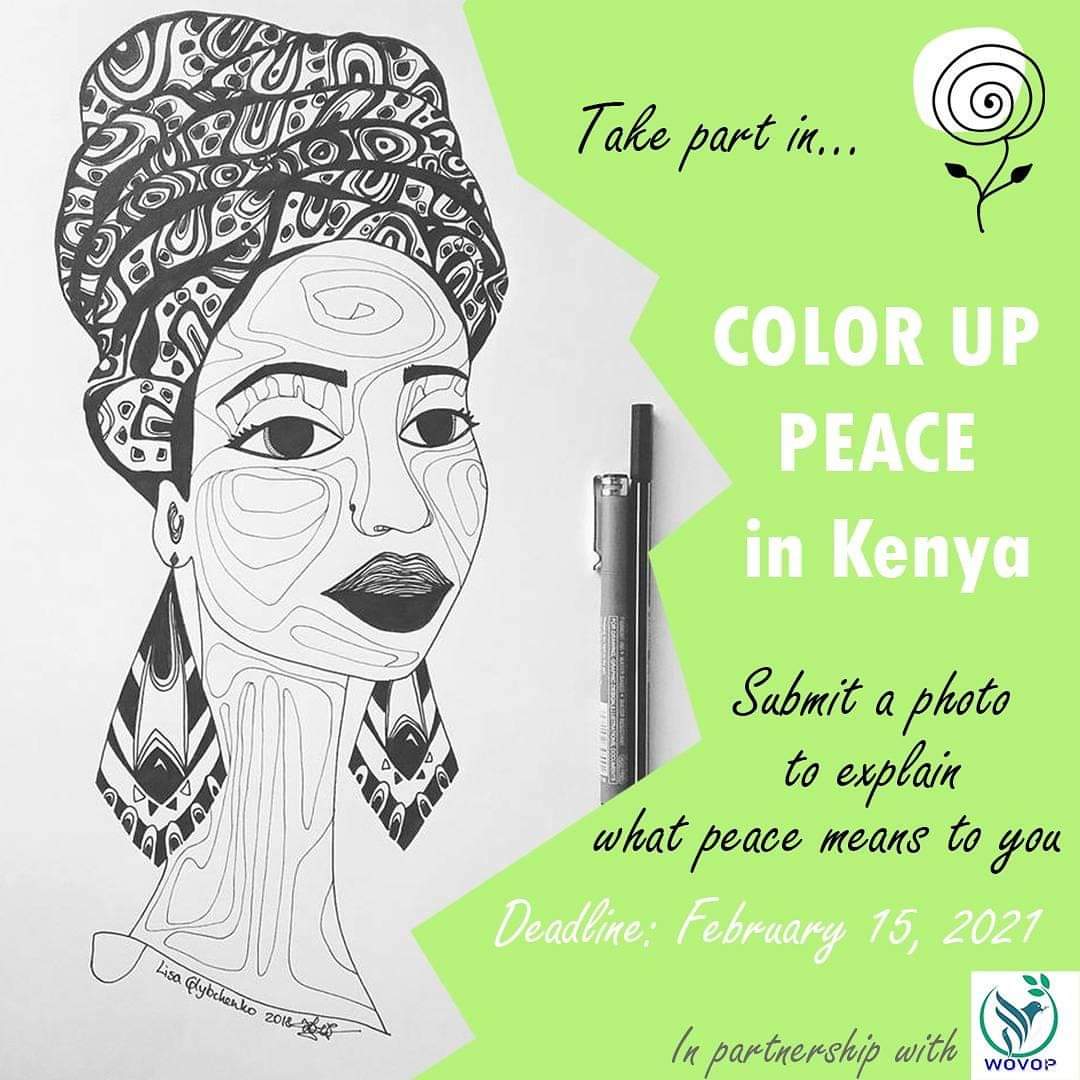 Take part in...
COLOR UP
PEACE
in Kenya
Submit a photo
to explain
what peace means to you
Deadline: February 15, 2021
In partnership with
WOVOP
Lisa Glybchenko 2018